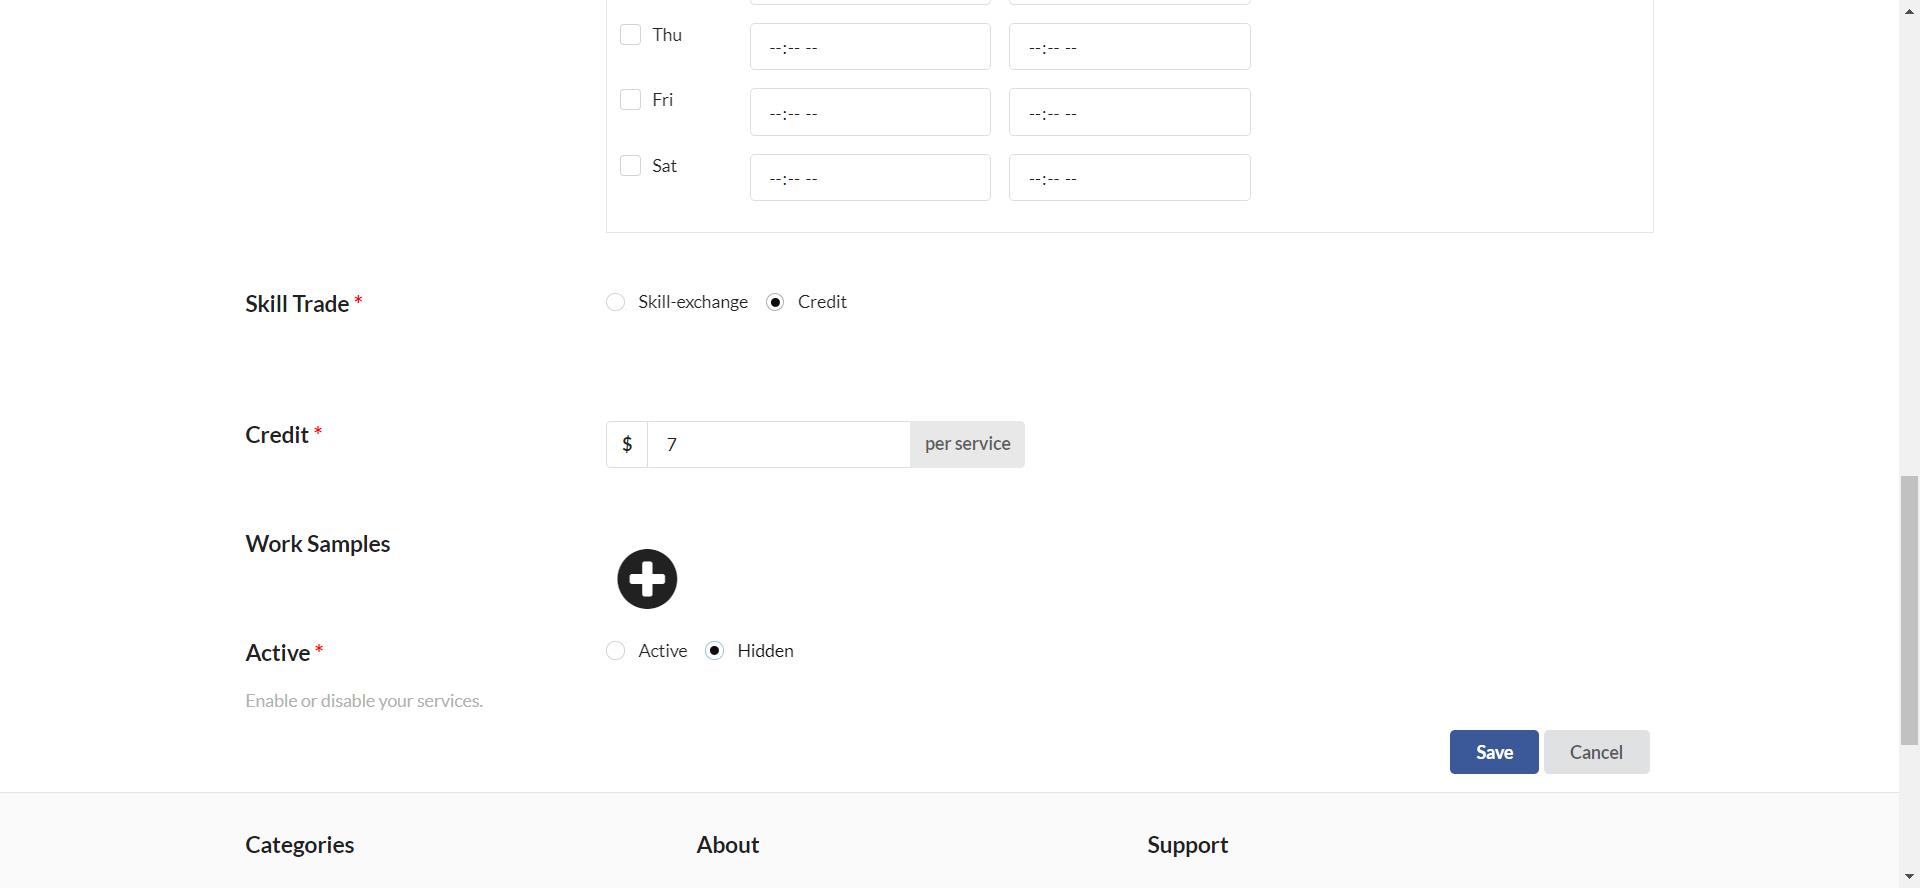 Thu --:-- -- --:-- --
Fri --:-- -- --:-- --
Sat --:-- -- --:-- --
Skill Trade * Skill-exchange Credit
Credit * $ 7 per service
Work Samples
Active * Active Hidden
Enable or disable your services.
Save Cancel
Categories About Support